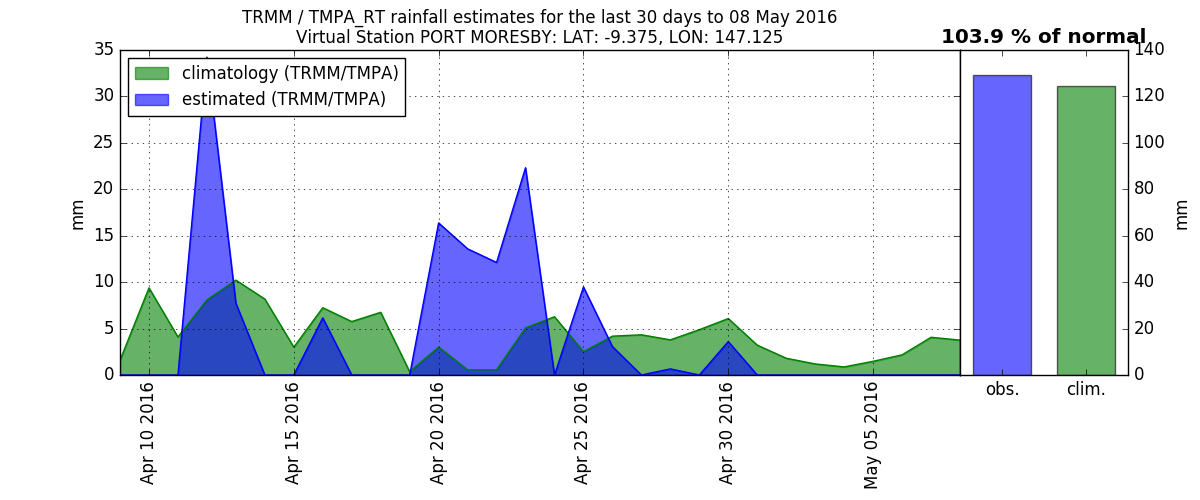 TRMM / TMPA_RT rainfall estimates for the last 30 days to 08 May 2016
Virtual Station PORT MORESBY: LAT: -9.375, LON: 147.125
103.9 % of normal
climatology (TRMM/TMPA)
estimated (TRMM/TMPA)
35
30
25
20
15
10
5
0
mm
Apr 10 2016
Apr 15 2016
Apr 20 2016
Apr 25 2016
Apr 30 2016
May 05 2016
obs.
clim.
140
120
100
80
60
40
20
0
mm